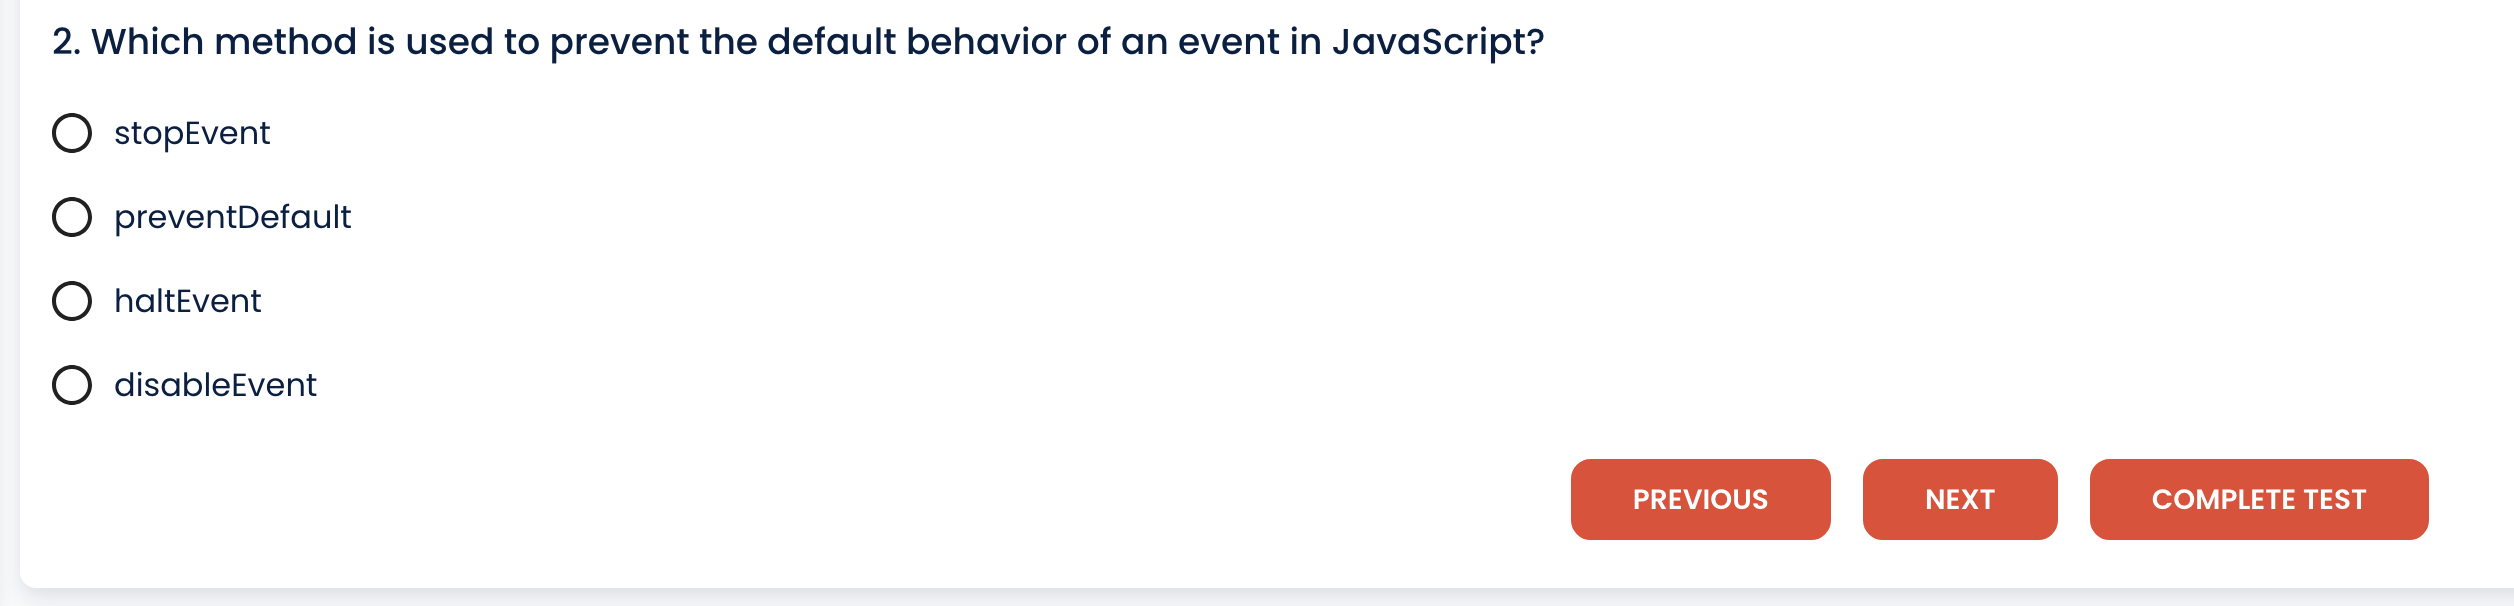 2. Which method is used to prevent the default behavior of an event in JavaScript?
stopEvent
preventDefault
haltEvent
disableEvent
PREVIOUS NEXT COMPLETE TEST